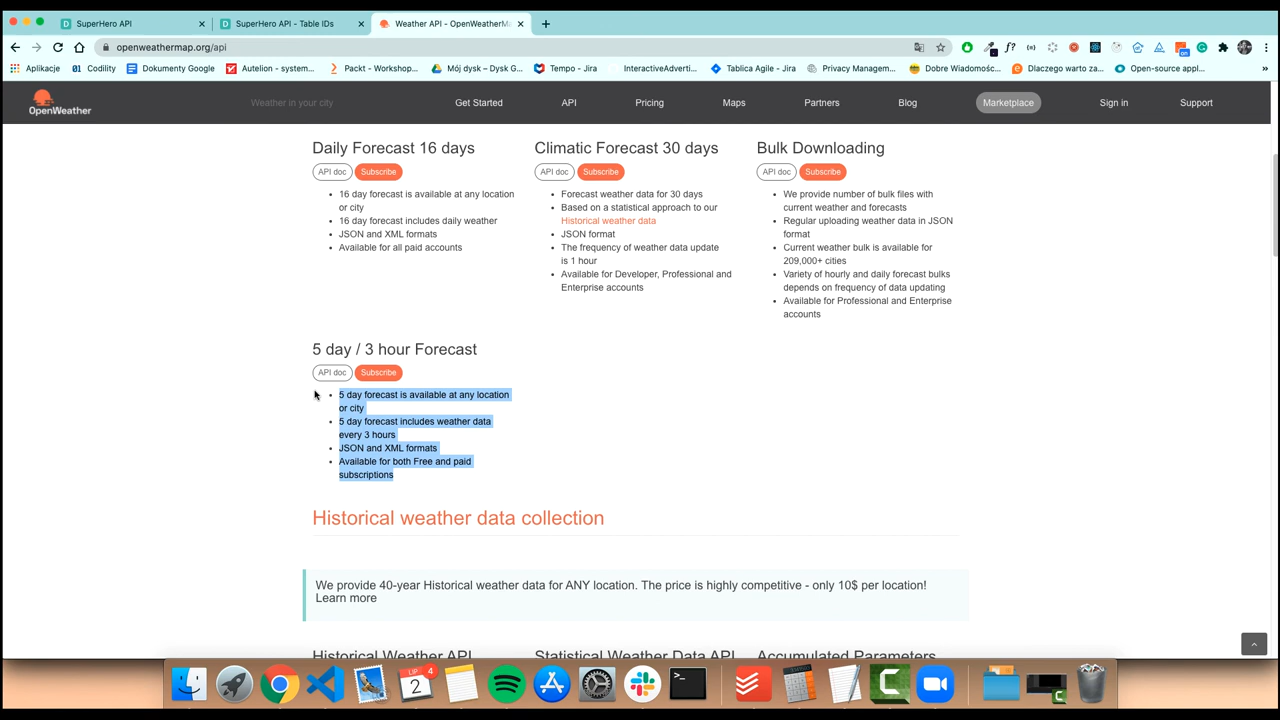 SuperHero API
SuperHero API - Table IDs
Weather API - OpenWeatherM
openweathermap.org/api
Aplikacje
Codility
Dokumenty Google
Autelion - system...
Packt - Workshop...
Mój dysk – Dysk G...
Tempo - Jira
InteractiveAdverti...
Tablica Agile - Jira
Privacy Managem...
Dobre Wiadomośc...
Dlaczego warto za...
Open-source appl...
OpenWeather
Weather in your city
Get Started
API
Pricing
Maps
Partners
Blog
Marketplace
Sign in
Support
Daily Forecast 16 days
API doc
Subscribe
16 day forecast is available at any location
or city
16 day forecast includes daily weather
JSON and XML formats
Available for all paid accounts
Climatic Forecast 30 days
API doc
Subscribe
Forecast weather data for 30 days
Based on a statistical approach to our
Historical weather data
JSON format
The frequency of weather data update
is 1 hour
Available for Developer, Professional and
Enterprise accounts
Bulk Downloading
API doc
Subscribe
We provide number of bulk files with
current weather and forecasts
Regular uploading weather data in JSON
format
Current weather bulk is available for
209,000+ cities
Variety of hourly and daily forecast bulks
depends on frequency of data updating
Available for Professional and Enterprise
accounts
5 day / 3 hour Forecast
API doc
Subscribe
5 day forecast is available at any location
or city
5 day forecast includes weather data
every 3 hours
JSON and XML formats
Available for both Free and paid
subscriptions
Historical weather data collection
We provide 40-year Historical weather data for ANY location. The price is highly competitive - only 10$ per location!
Learn more
Historical Weather API
Statistical Weather Data API
Accumulated Parameters
LIP
4
2